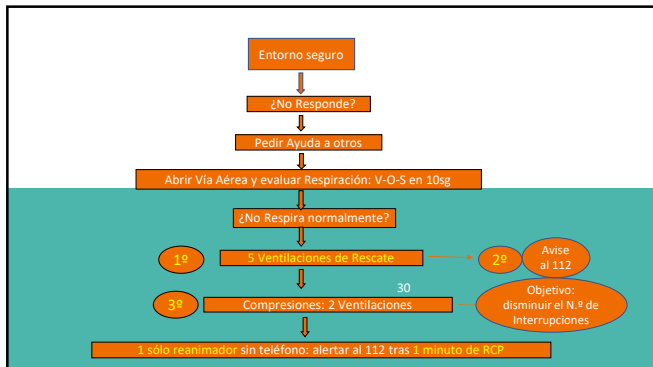 Entorno seguro
¿No Responde?
Pedir Ayuda a otros
Abrir Vía Aérea y evaluar Respiración: V-O-S en 10sg
¿No Respira normalmente?
1º
5 Ventilaciones de Rescate
2º
Avise
al 112
30
3º
Compresiones: 2 Ventilaciones
Objetivo:
disminuir el N.º de
Interrupciones
1 sólo reanimador sin teléfono: alertar al 112 tras 1 minuto de RCP